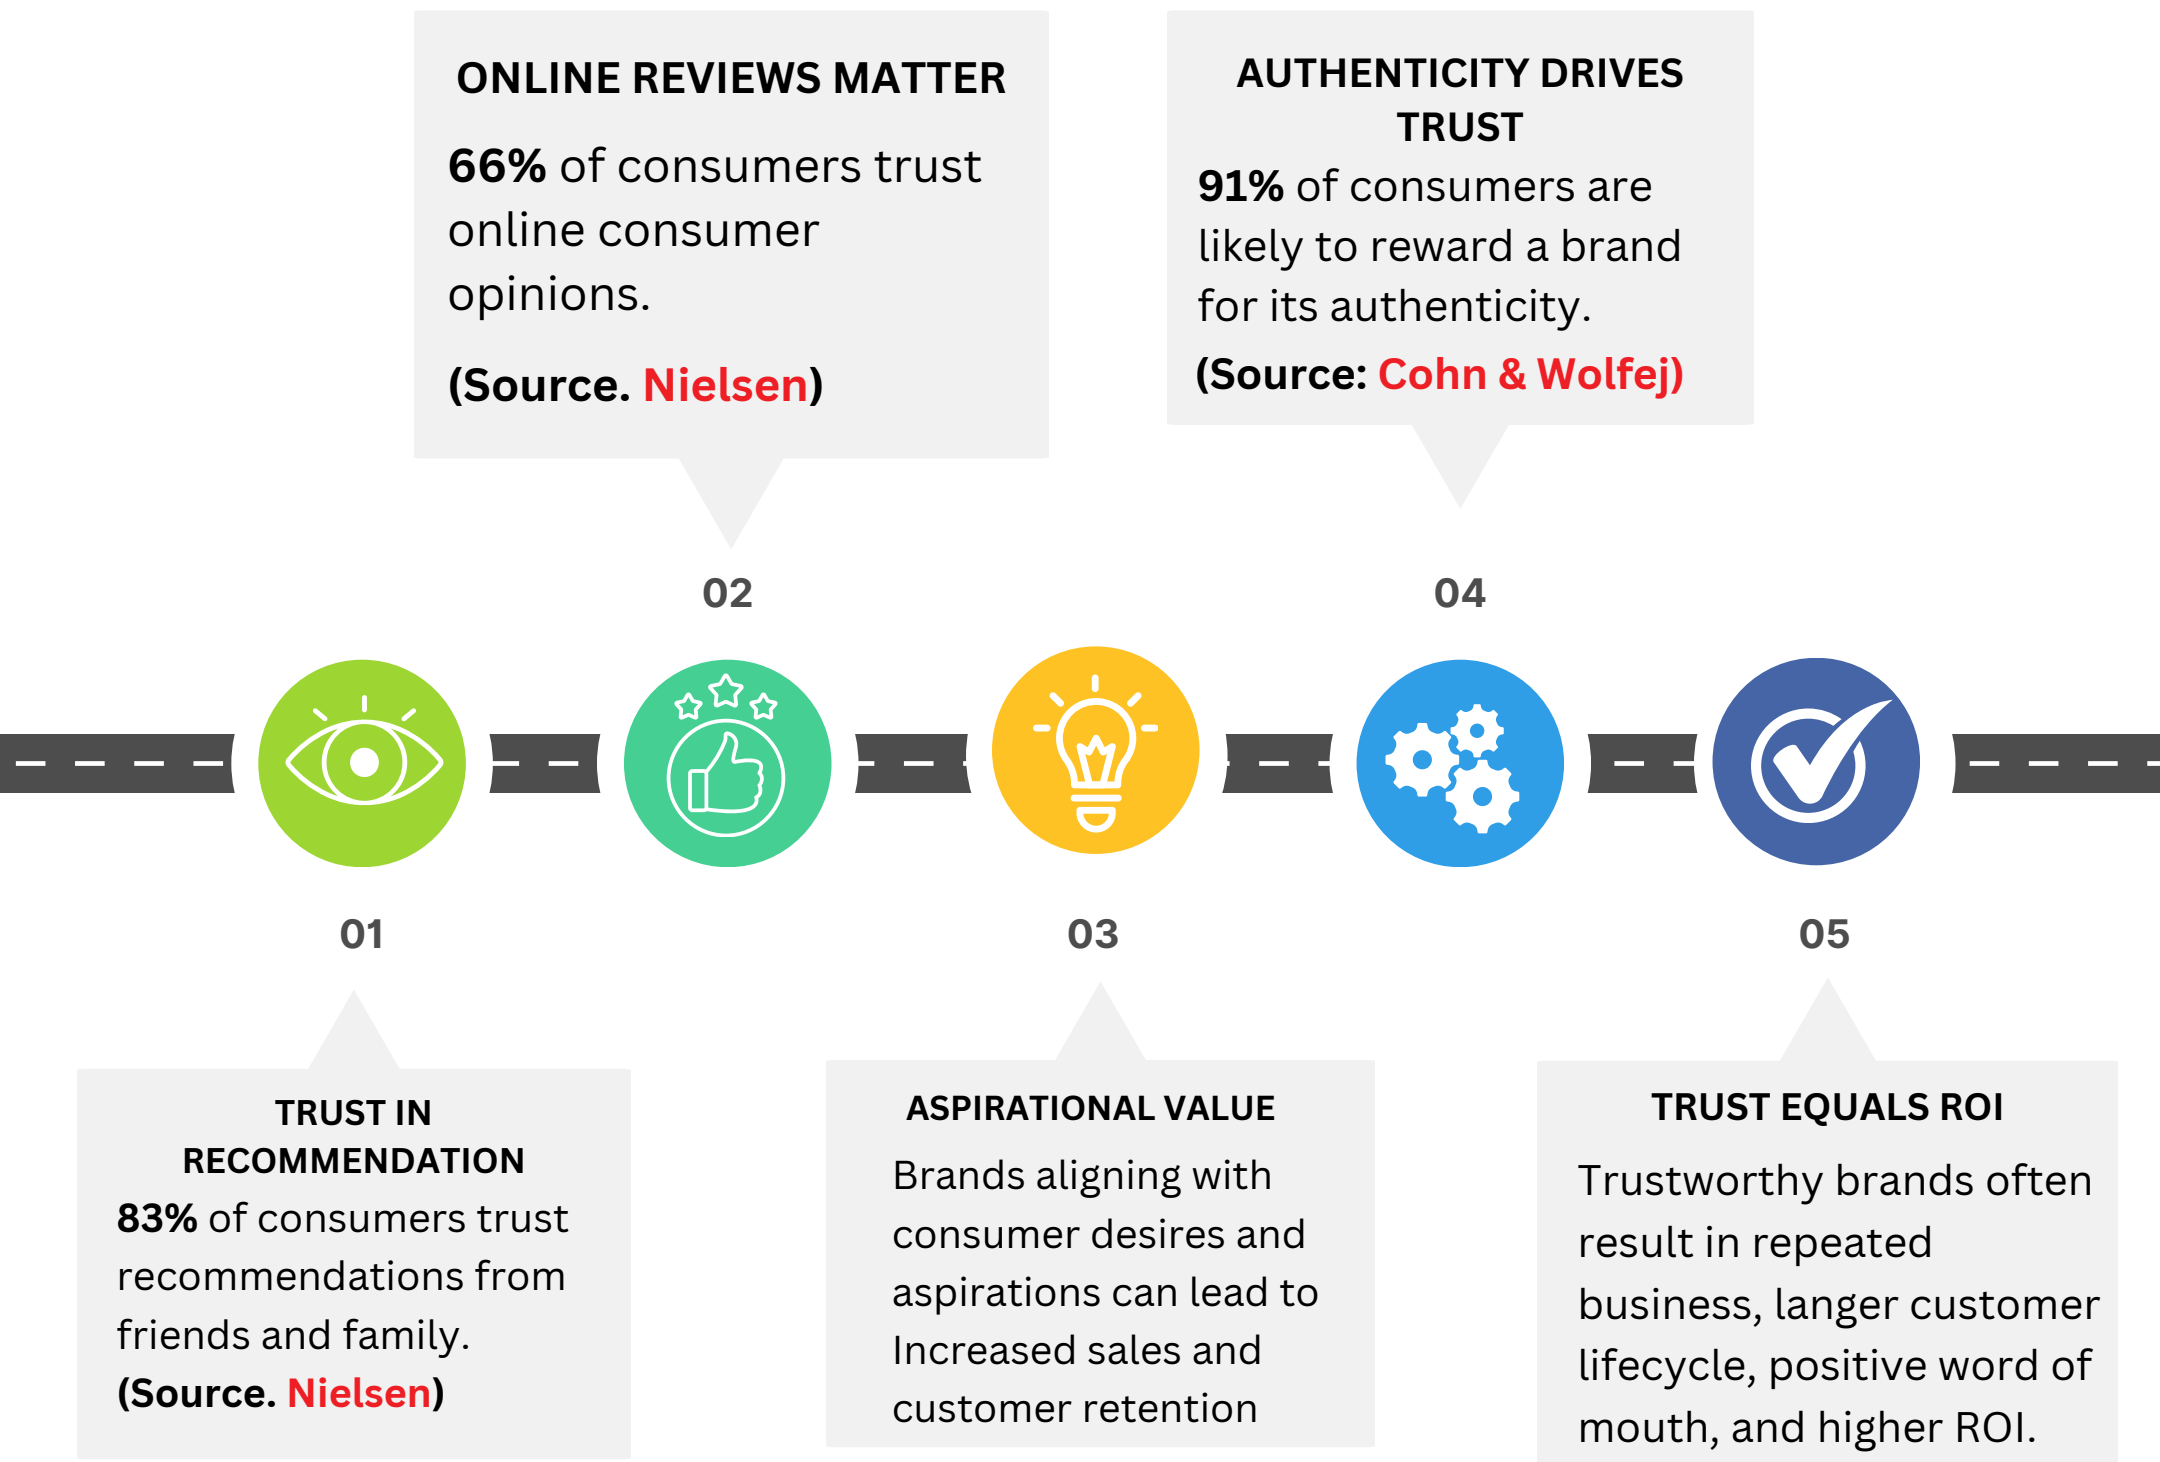 ONLINE REVIEWS MATTER
66% of consumers trust
online consumer
opinions.
(Source. Nielsen)
AUTHENTICITY DRIVES
TRUST
91% of consumers are
likely to reward a brand
for its authenticity.
(Source: Cohn & Wolfej)
02
04
01
03
05
TRUST IN
RECOMMENDATION
83% of consumers trust
recommendations from
friends and family.
(Source. Nielsen)
ASPIRATIONAL VALUE
Brands aligning with
consumer desires and
aspirations can lead to
Increased sales and
customer retention
TRUST EQUALS ROI
Trustworthy brands often
result in repeated
business, langer customer
lifecycle, positive word of
mouth, and higher ROI.